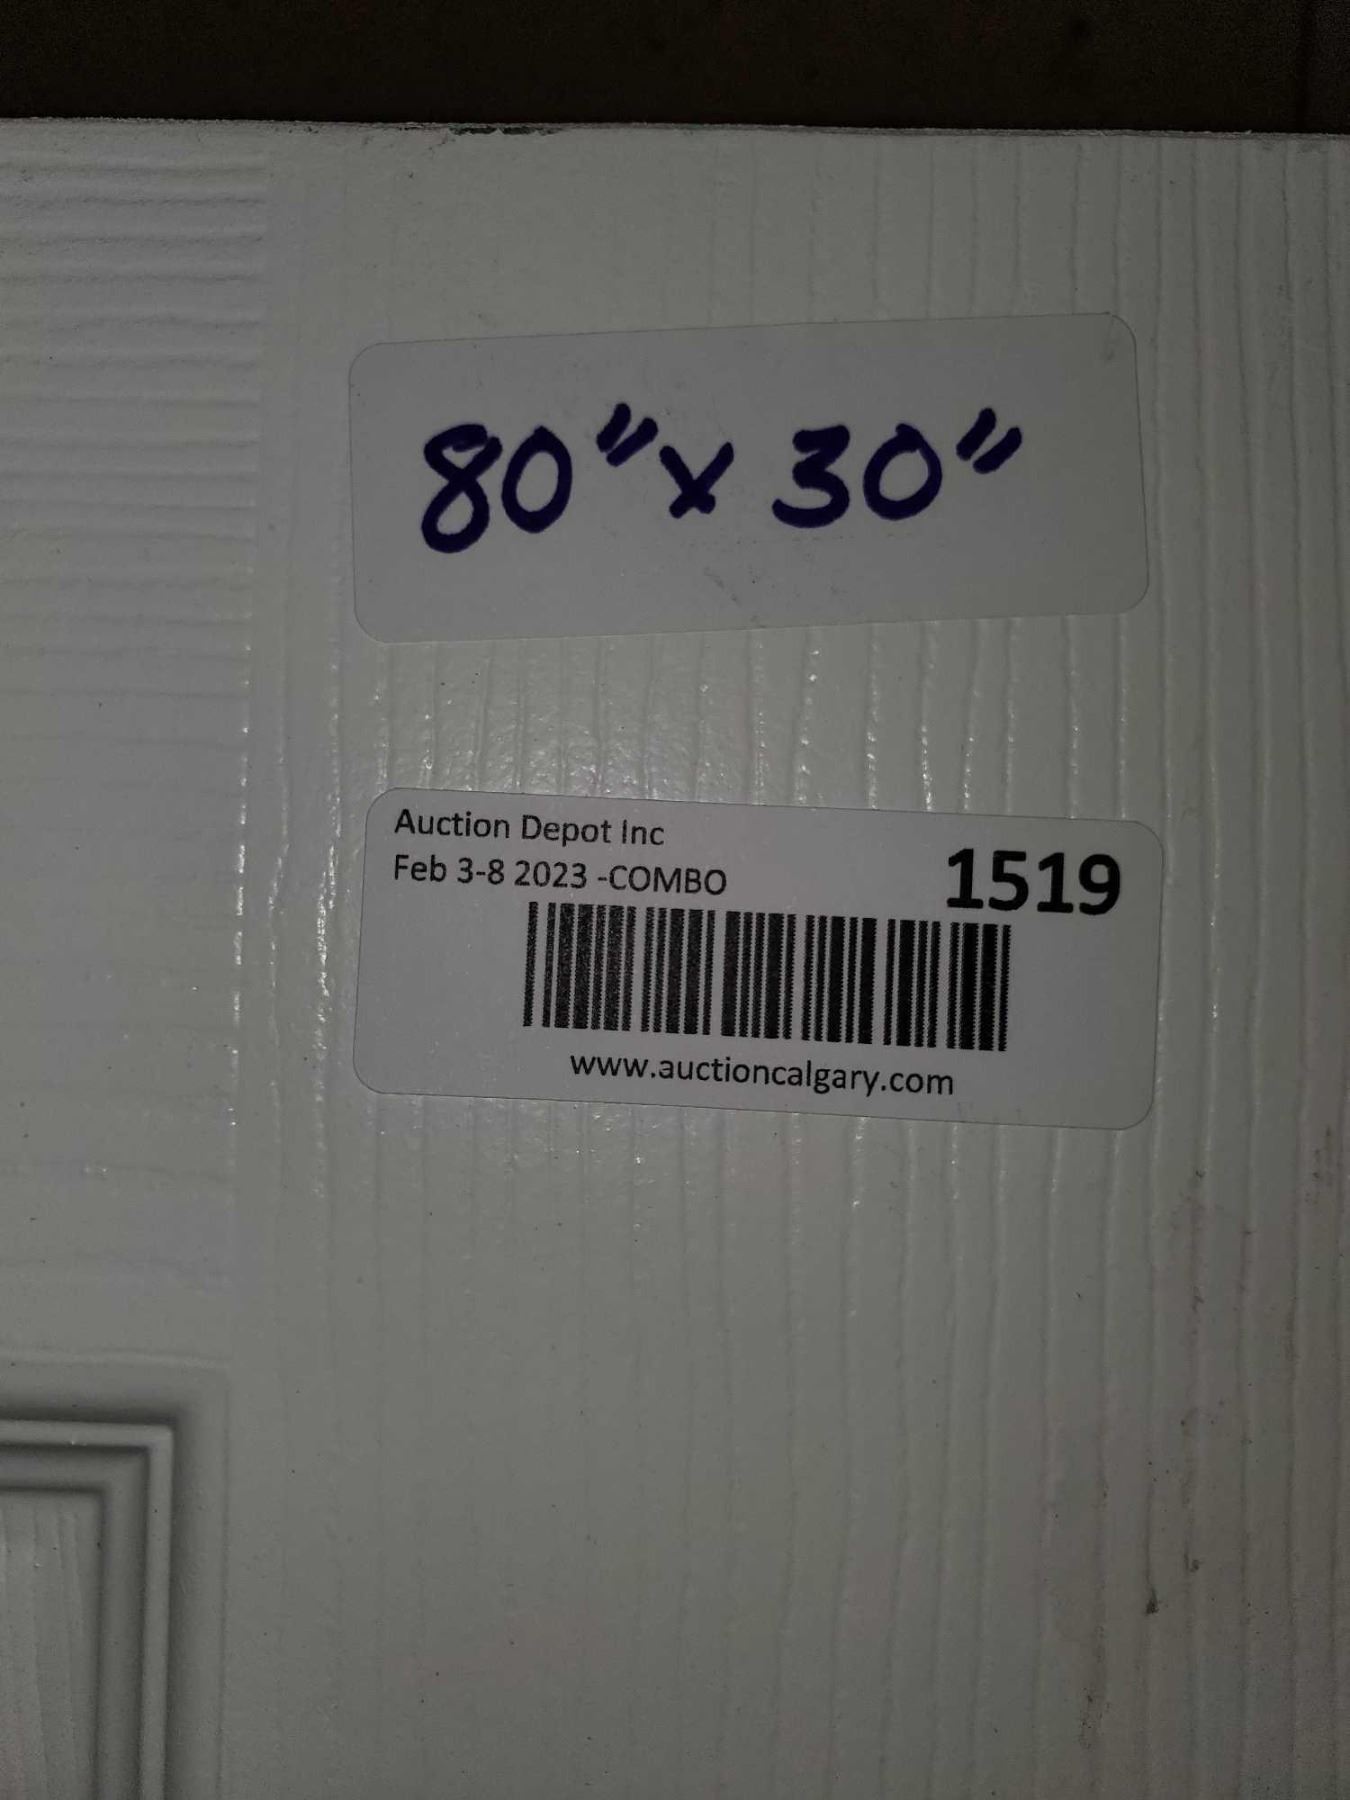 80" x 30"
Auction Depot Inc
Feb 3-8 2023 -COMBO
1519
www.auctioncalgary.com